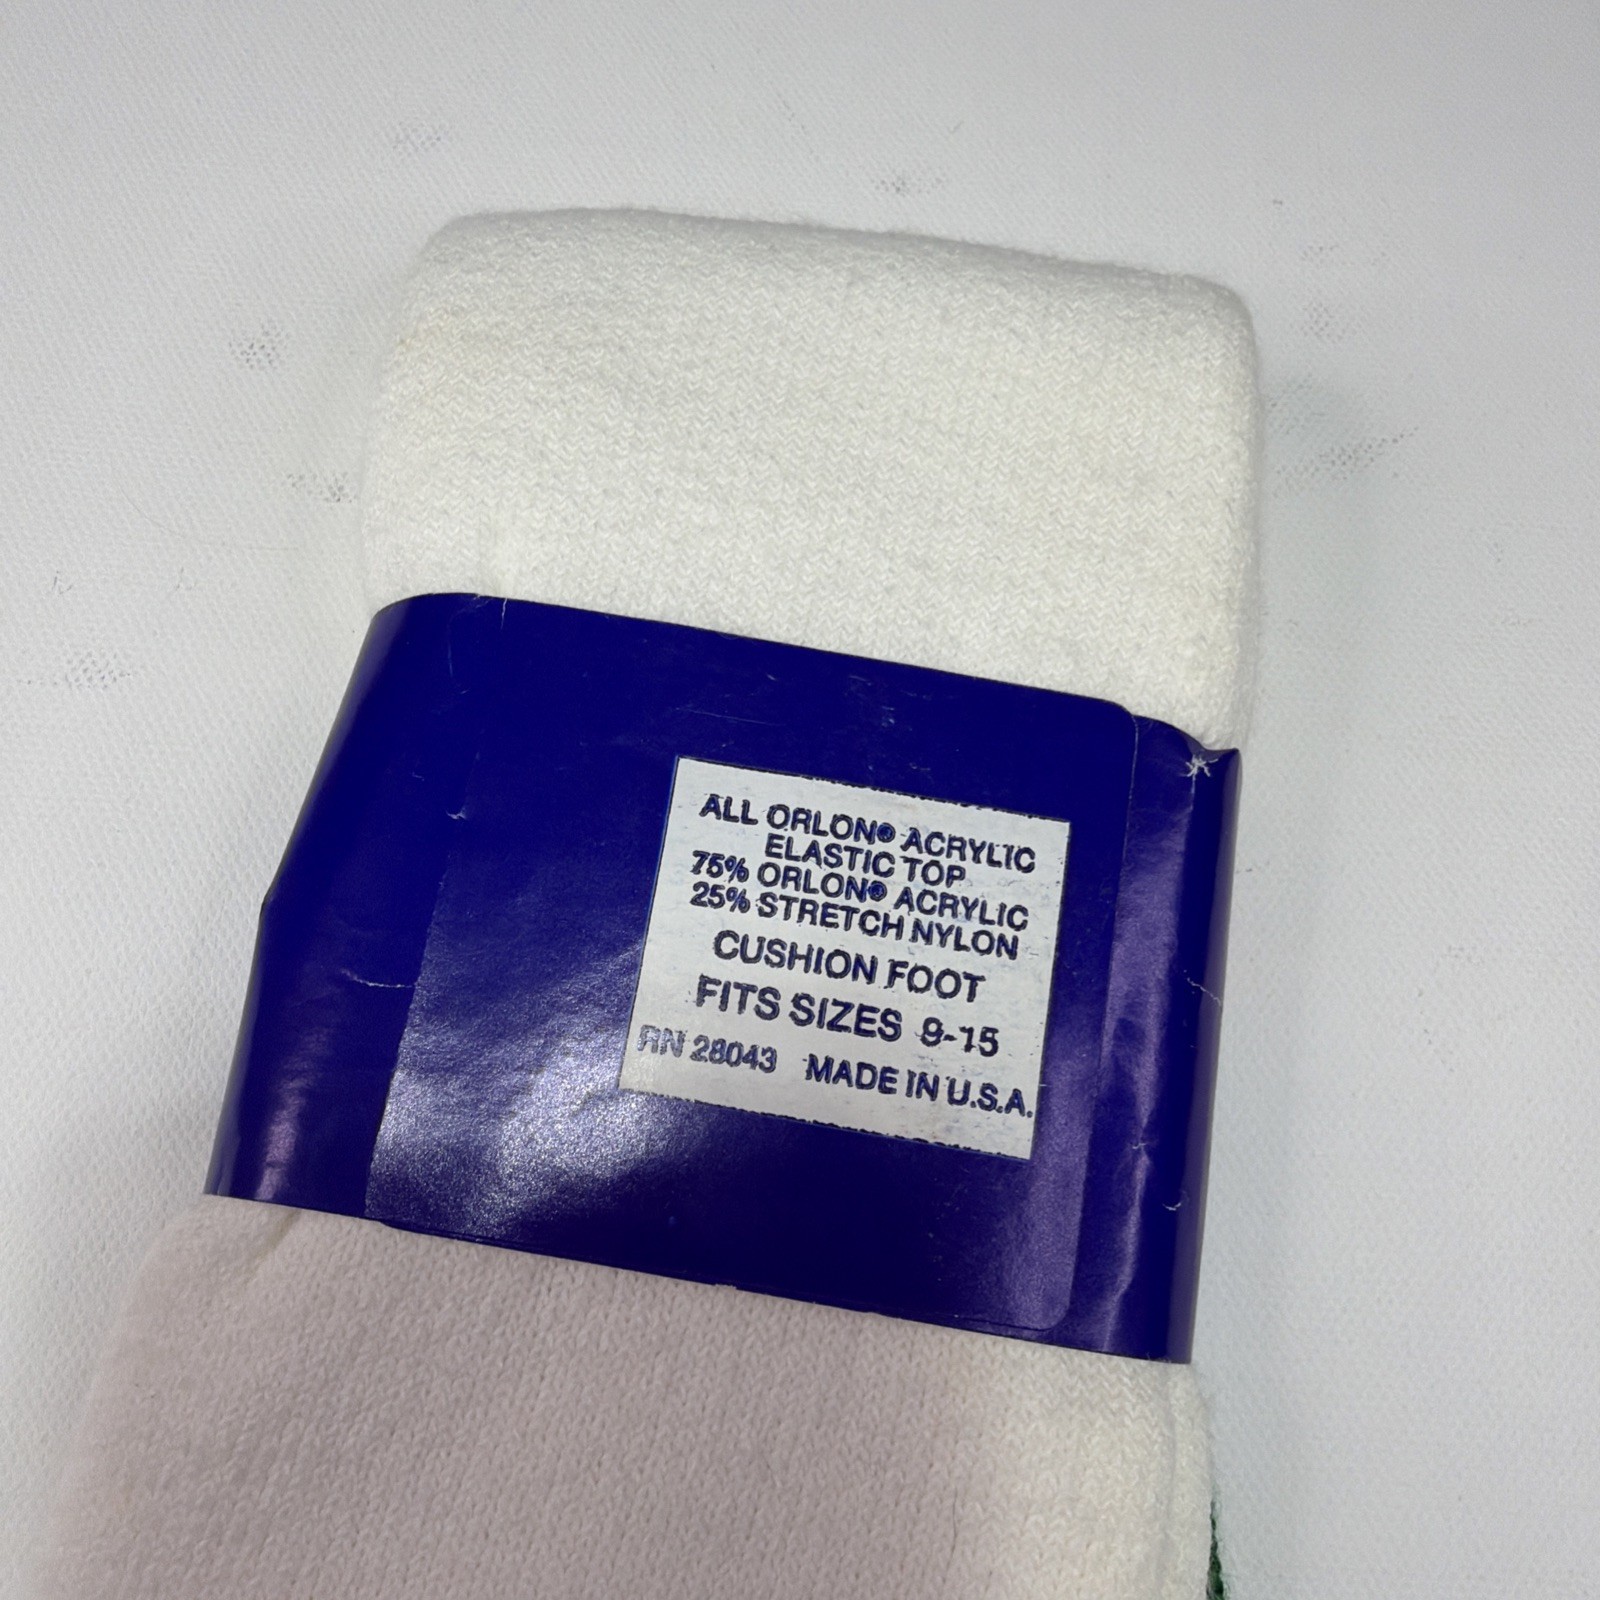 ALL ORLON® ACRYLIC
ELASTIC TOP
75% ORLON® ACRYLIC
25% STRETCH NYLON
CUSHION FOOT
FITS SIZES 9-15
RN 28043 MADE IN U.S.A.